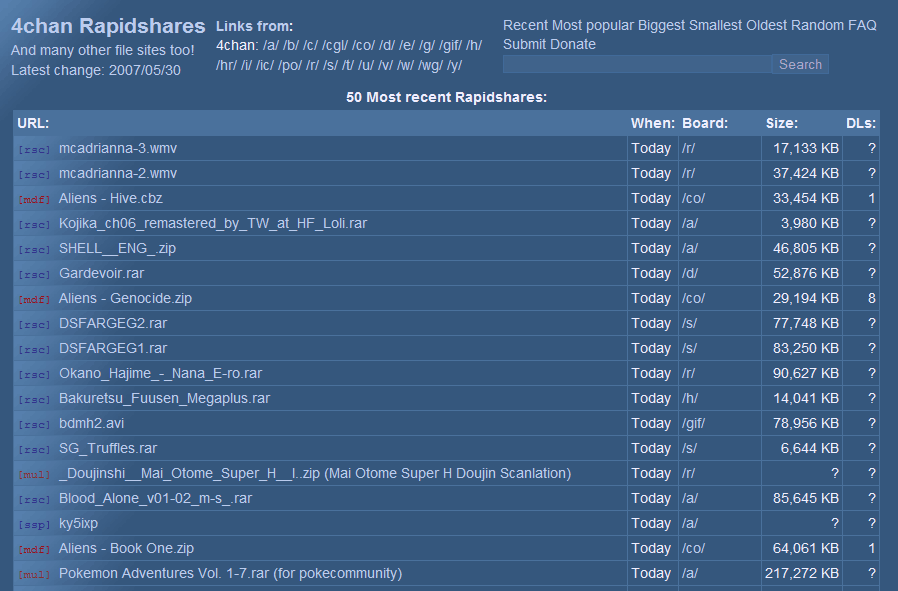 4chan Rapidshares
And many other file sites too!
Latest change: 2007/05/30
Links from:
4chan: /a/ /b/ /c/ /cgl/ /co/ /d/ /e/ /g/ /gif/ /h/
/hr/ /i/ /ic/ /po/ /r/ /s/ /t/ /u/ /v/ /w/ /wg/ /y/
Recent Most popular Biggest Smallest Oldest Random FAQ
Submit Donate
Search
50 Most recent Rapidshares:
URL: When: Board: Size: DLs:
[rsc] mcadrianna-3.wmv Today /r/ 17,133 KB ?
[rsc] mcadrianna-2.wmv Today /r/ 37,424 KB ?
[mdf] Aliens - Hive.cbz Today /co/ 33,454 KB 1
[rsc] Kojika_ch06_remastered_by_TW_at_HF_Loli.rar Today /a/ 3,980 KB ?
[rsc] SHELL__ENG_.zip Today /a/ 46,805 KB ?
[rsc] Gardevoir.rar Today /d/ 52,876 KB ?
[mdf] Aliens - Genocide.zip Today /co/ 29,194 KB 8
[rsc] DSFARGEG2.rar Today /s/ 77,748 KB ?
[rsc] DSFARGEG1.rar Today /s/ 83,250 KB ?
[rsc] Okano_Hajime_-_Nana_E-ro.rar Today /r/ 90,627 KB ?
[rsc] Bakuretsu_Fuusen_Megaplus.rar Today /h/ 14,041 KB ?
[rsc] bdmh2.avi Today /gif/ 78,956 KB ?
[rsc] SG_Truffles.rar Today /s/ 6,644 KB ?
[mul] _Doujinshi__Mai_Otome_Super_H__I..zip (Mai Otome Super H Doujin Scanlation) Today /r/ ? ?
[rsc] Blood_Alone_v01-02_m-s_.rar Today /a/ 85,645 KB ?
[ssp] ky5ixp Today /a/ ? ?
[mdf] Aliens - Book One.zip Today /co/ 64,061 KB 1
[mul] Pokemon Adventures Vol. 1-7.rar (for pokecommunity) Today /a/ 217,272 KB ?